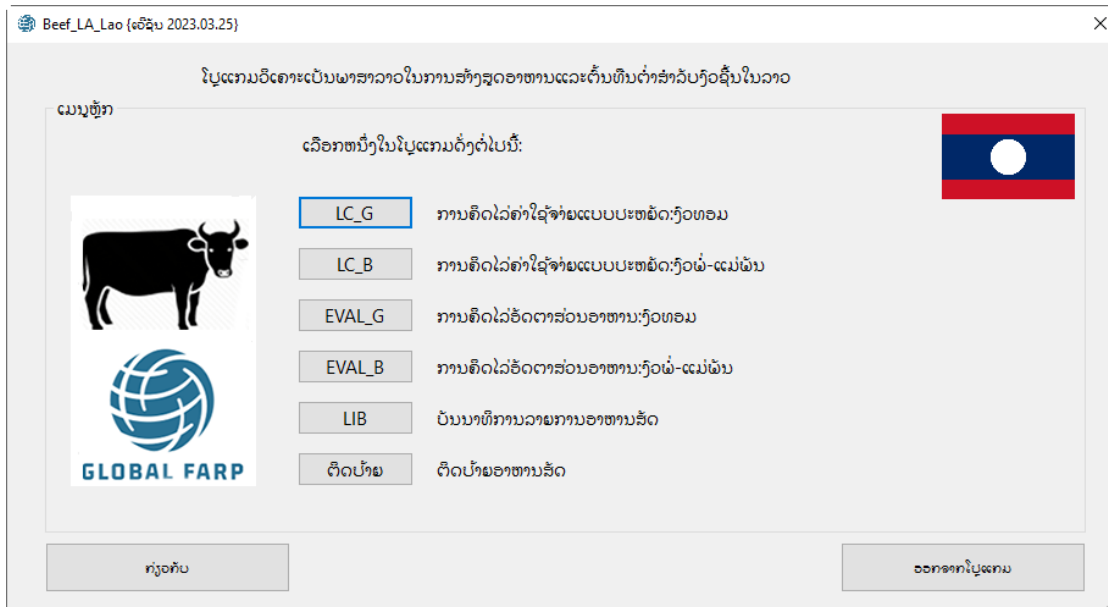 Beef_LA_Lao {ເວີຊັນ 2023.03.25}
ໂປຼແກມວິເຄາະເປັນພາສາລາວໃນການສ້າງສູດອາຫານແລະຕົ້ນທຶນຕ່ຳສຳລັບງົວຊີ້ນໃນລາວ
ເມນູຫຼັກ
ເລືອກຫນຶ່ງໃນໂປຼແກມດັ່ງຕໍ່ໄປນີ້:
LC_G ການຄິດໄລ່ຄ່າໃຊ້ຈ່າຍແບບປະຫຍັດ:ງົວທອມ
LC_B ການຄິດໄລ່ຄ່າໃຊ້ຈ່າຍແບບປະຫຍັດ:ງົວພໍ່-ແມ່ພັນ
EVAL_G ການຄິດໄລ່ອັດຕາສ່ວນອາຫານ:ງົວທອມ
EVAL_B ການຄິດໄລ່ອັດຕາສ່ວນອາຫານ:ງົວພໍ່-ແມ່ພັນ
LIB ບັນນາທິການລາຍການອາຫານສັດ
GLOBAL FARP
ຕິດປ້າຍ ຕິດປ້າຍອາຫານສັດ
ກ່ຽວກັບ
ອອກຈາກໂປຼແກມ